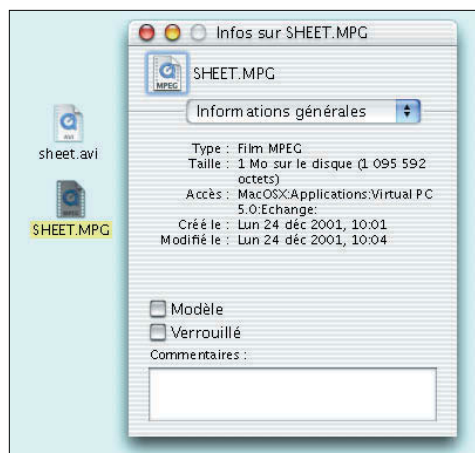 Infos sur SHEET.MPG
MPEG
SHEET.MPG
Informations générales
Type : Film MPEG
Taille : 1 Mo sur le disque (1 095 592
octets)
Accès : MacOSX:Applications:Virtual PC
5.0:Echange:
Créé le : Lun 24 déc 2001, 10:01
Modifié le : Lun 24 déc 2001, 10:04
Modèle
Verrouillé
Commentaires :
AVI
sheet.avi
SHEET.MPG